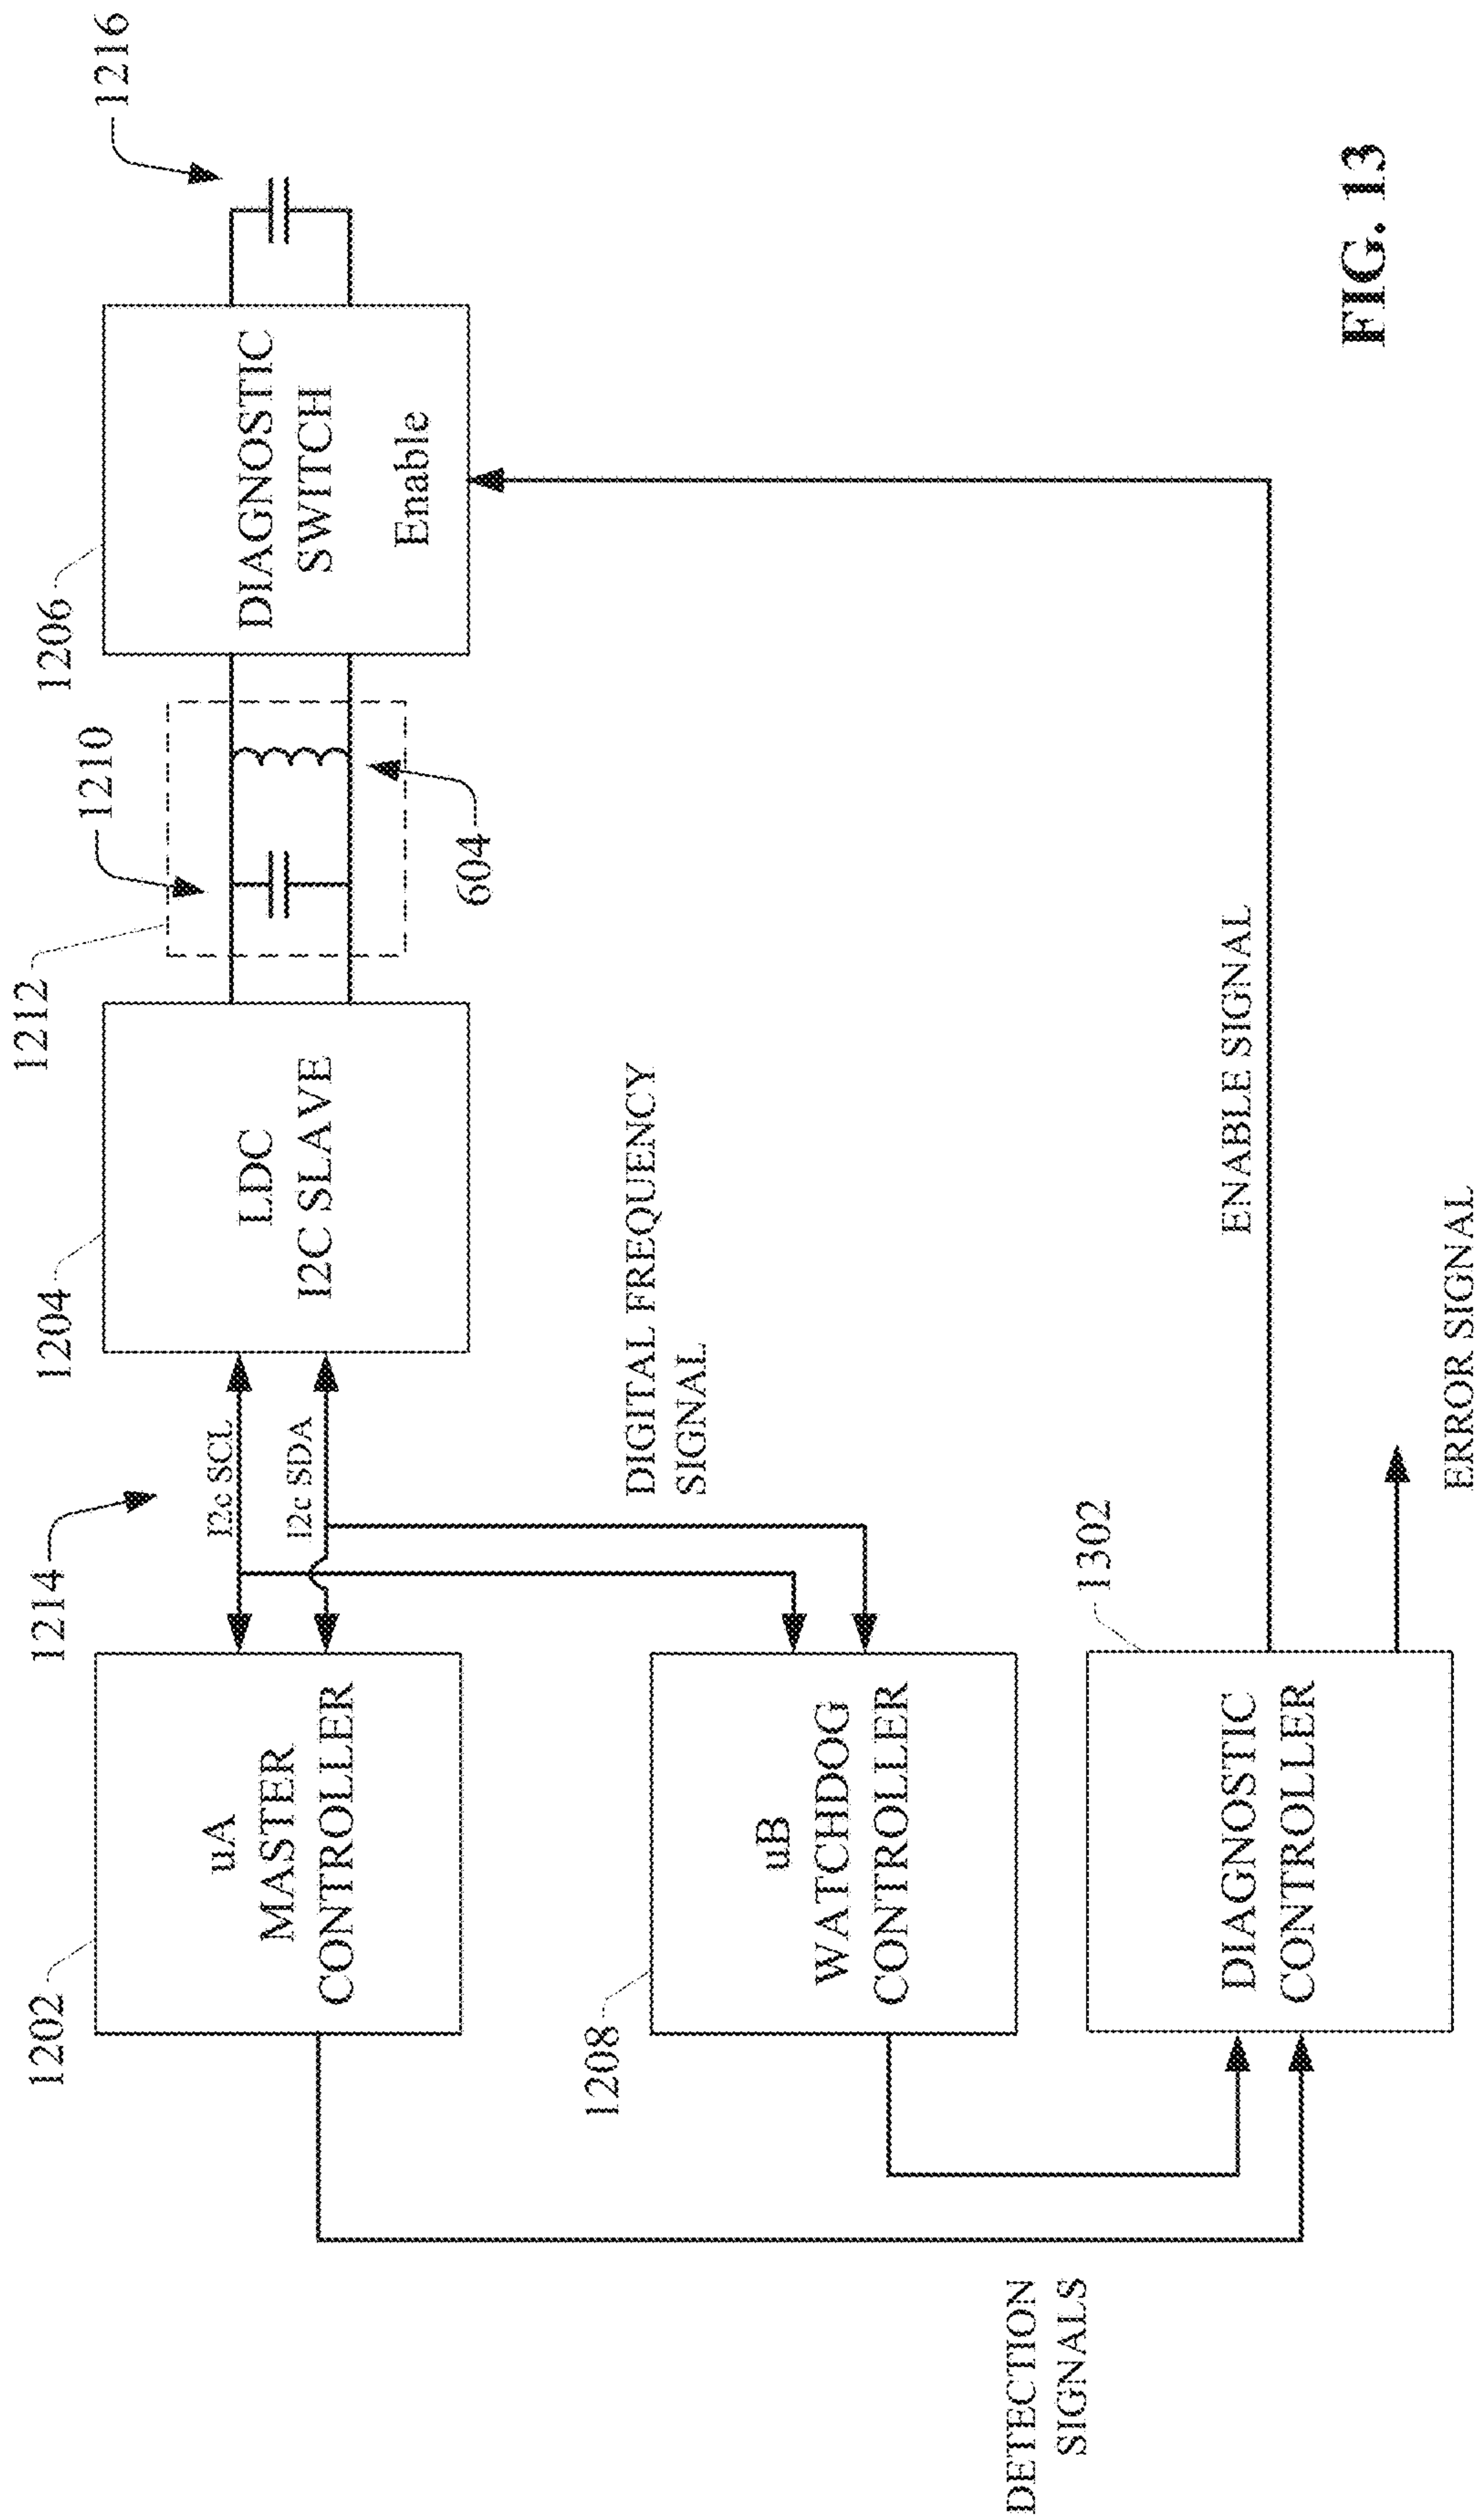 1214
1204
1212
1210
1206
1216
1202
uA
MASTER
CONTROLLER
I2c SCL
I2c SDA
LDC
I2C SLAVE
604
DIAGNOSTIC
SWITCH
Enable
1208
uB
WATCHDOG
CONTROLLER
DIGITAL FREQUENCY
SIGNAL
DETECTION
SIGNALS
1302
DIAGNOSTIC
CONTROLLER
ENABLE SIGNAL
ERROR SIGNAL
FIG. 13